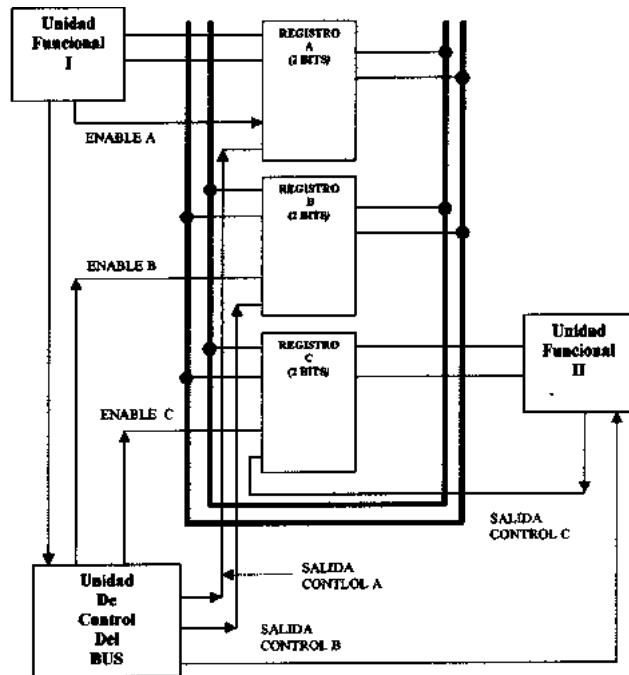 Unidad
Funcional
I
REGISTRO
A
(2 BITS)
ENABLE A
REGISTRO
B
(2 BITS)
ENABLE B
REGISTRO
C
(2 BITS)
Unidad
Funcional
II
ENABLE C
SALIDA
CONTROL C
SALIDA
CONTLOL A
Unidad
De
Control
Del
BUS
SALIDA
CONTROL B